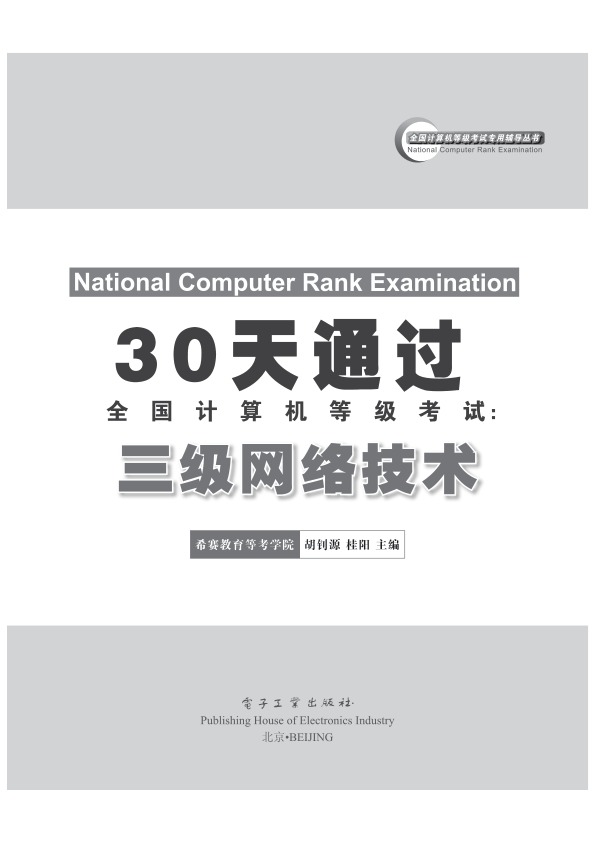 全国计算机等级考试专用辅导丛书
National Computer Rank Examination
National Computer Rank Examination
30天通过
全国计算机等级考试:
三级网络技术
希赛教育等考学院 胡钊源 桂阳 主编
電子工業出版社
Publishing House of Electronics Industry
北京•BEIJING